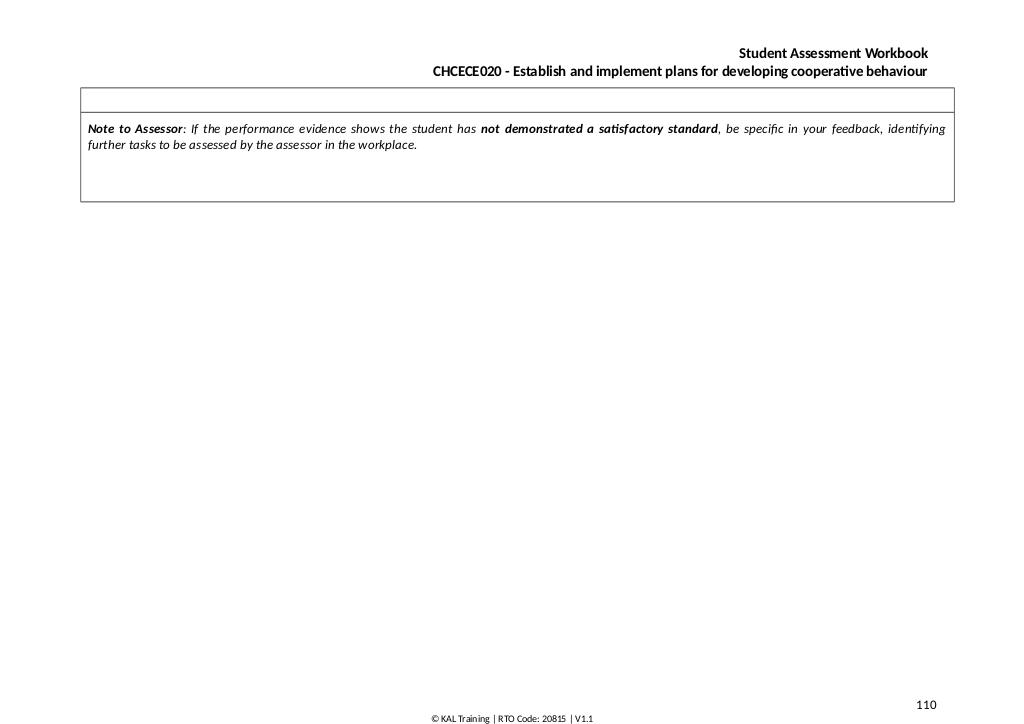 Student Assessment Workbook
CHCECE020 - Establish and implement plans for developing cooperative behaviour
Note to Assessor: If the performance evidence shows the student has not demonstrated a satisfactory standard, be specific in your feedback, identifying
further tasks to be assessed by the assessor in the workplace.
110
© KAL Training | RTO Code: 20815 | V1.1